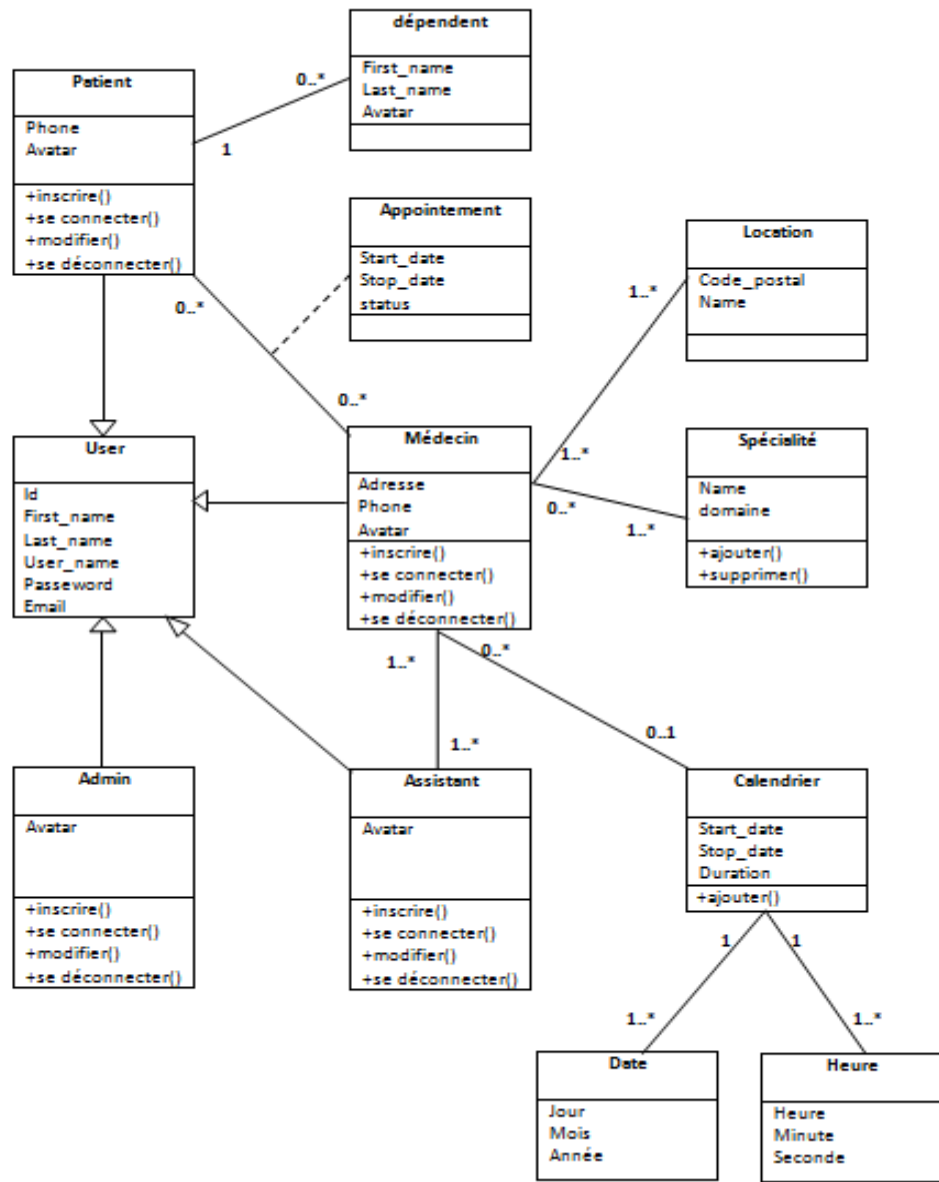 dépendent
First_name
Last_name
Avatar
Patient
Phone
Avatar
+inscrire()
+se connecter()
+modifier()
+se déconnecter()
0..*
1
Appointement
Start_date
Stop_date
status
Location
Code_postal
Name
0..*
0..*
1..*
1..*
User
Id
First_name
Last_name
User_name
Passeword
Email
Médecin
Adresse
Phone
Avatar
+inscrire()
+se connecter()
+modifier()
+se déconnecter()
Spécialité
Name
domaine
+ajouter()
+supprimer()
0..*
1..*
1..*
1..*
0..*
0..1
Admin
Avatar
+inscrire()
+se connecter()
+modifier()
+se déconnecter()
Assistant
Avatar
+inscrire()
+se connecter()
+modifier()
+se déconnecter()
Calendrier
Start_date
Stop_date
Duration
+ajouter()
1
1
1..*
1..*
Date
Jour
Mois
Année
Heure
Heure
Minute
Seconde